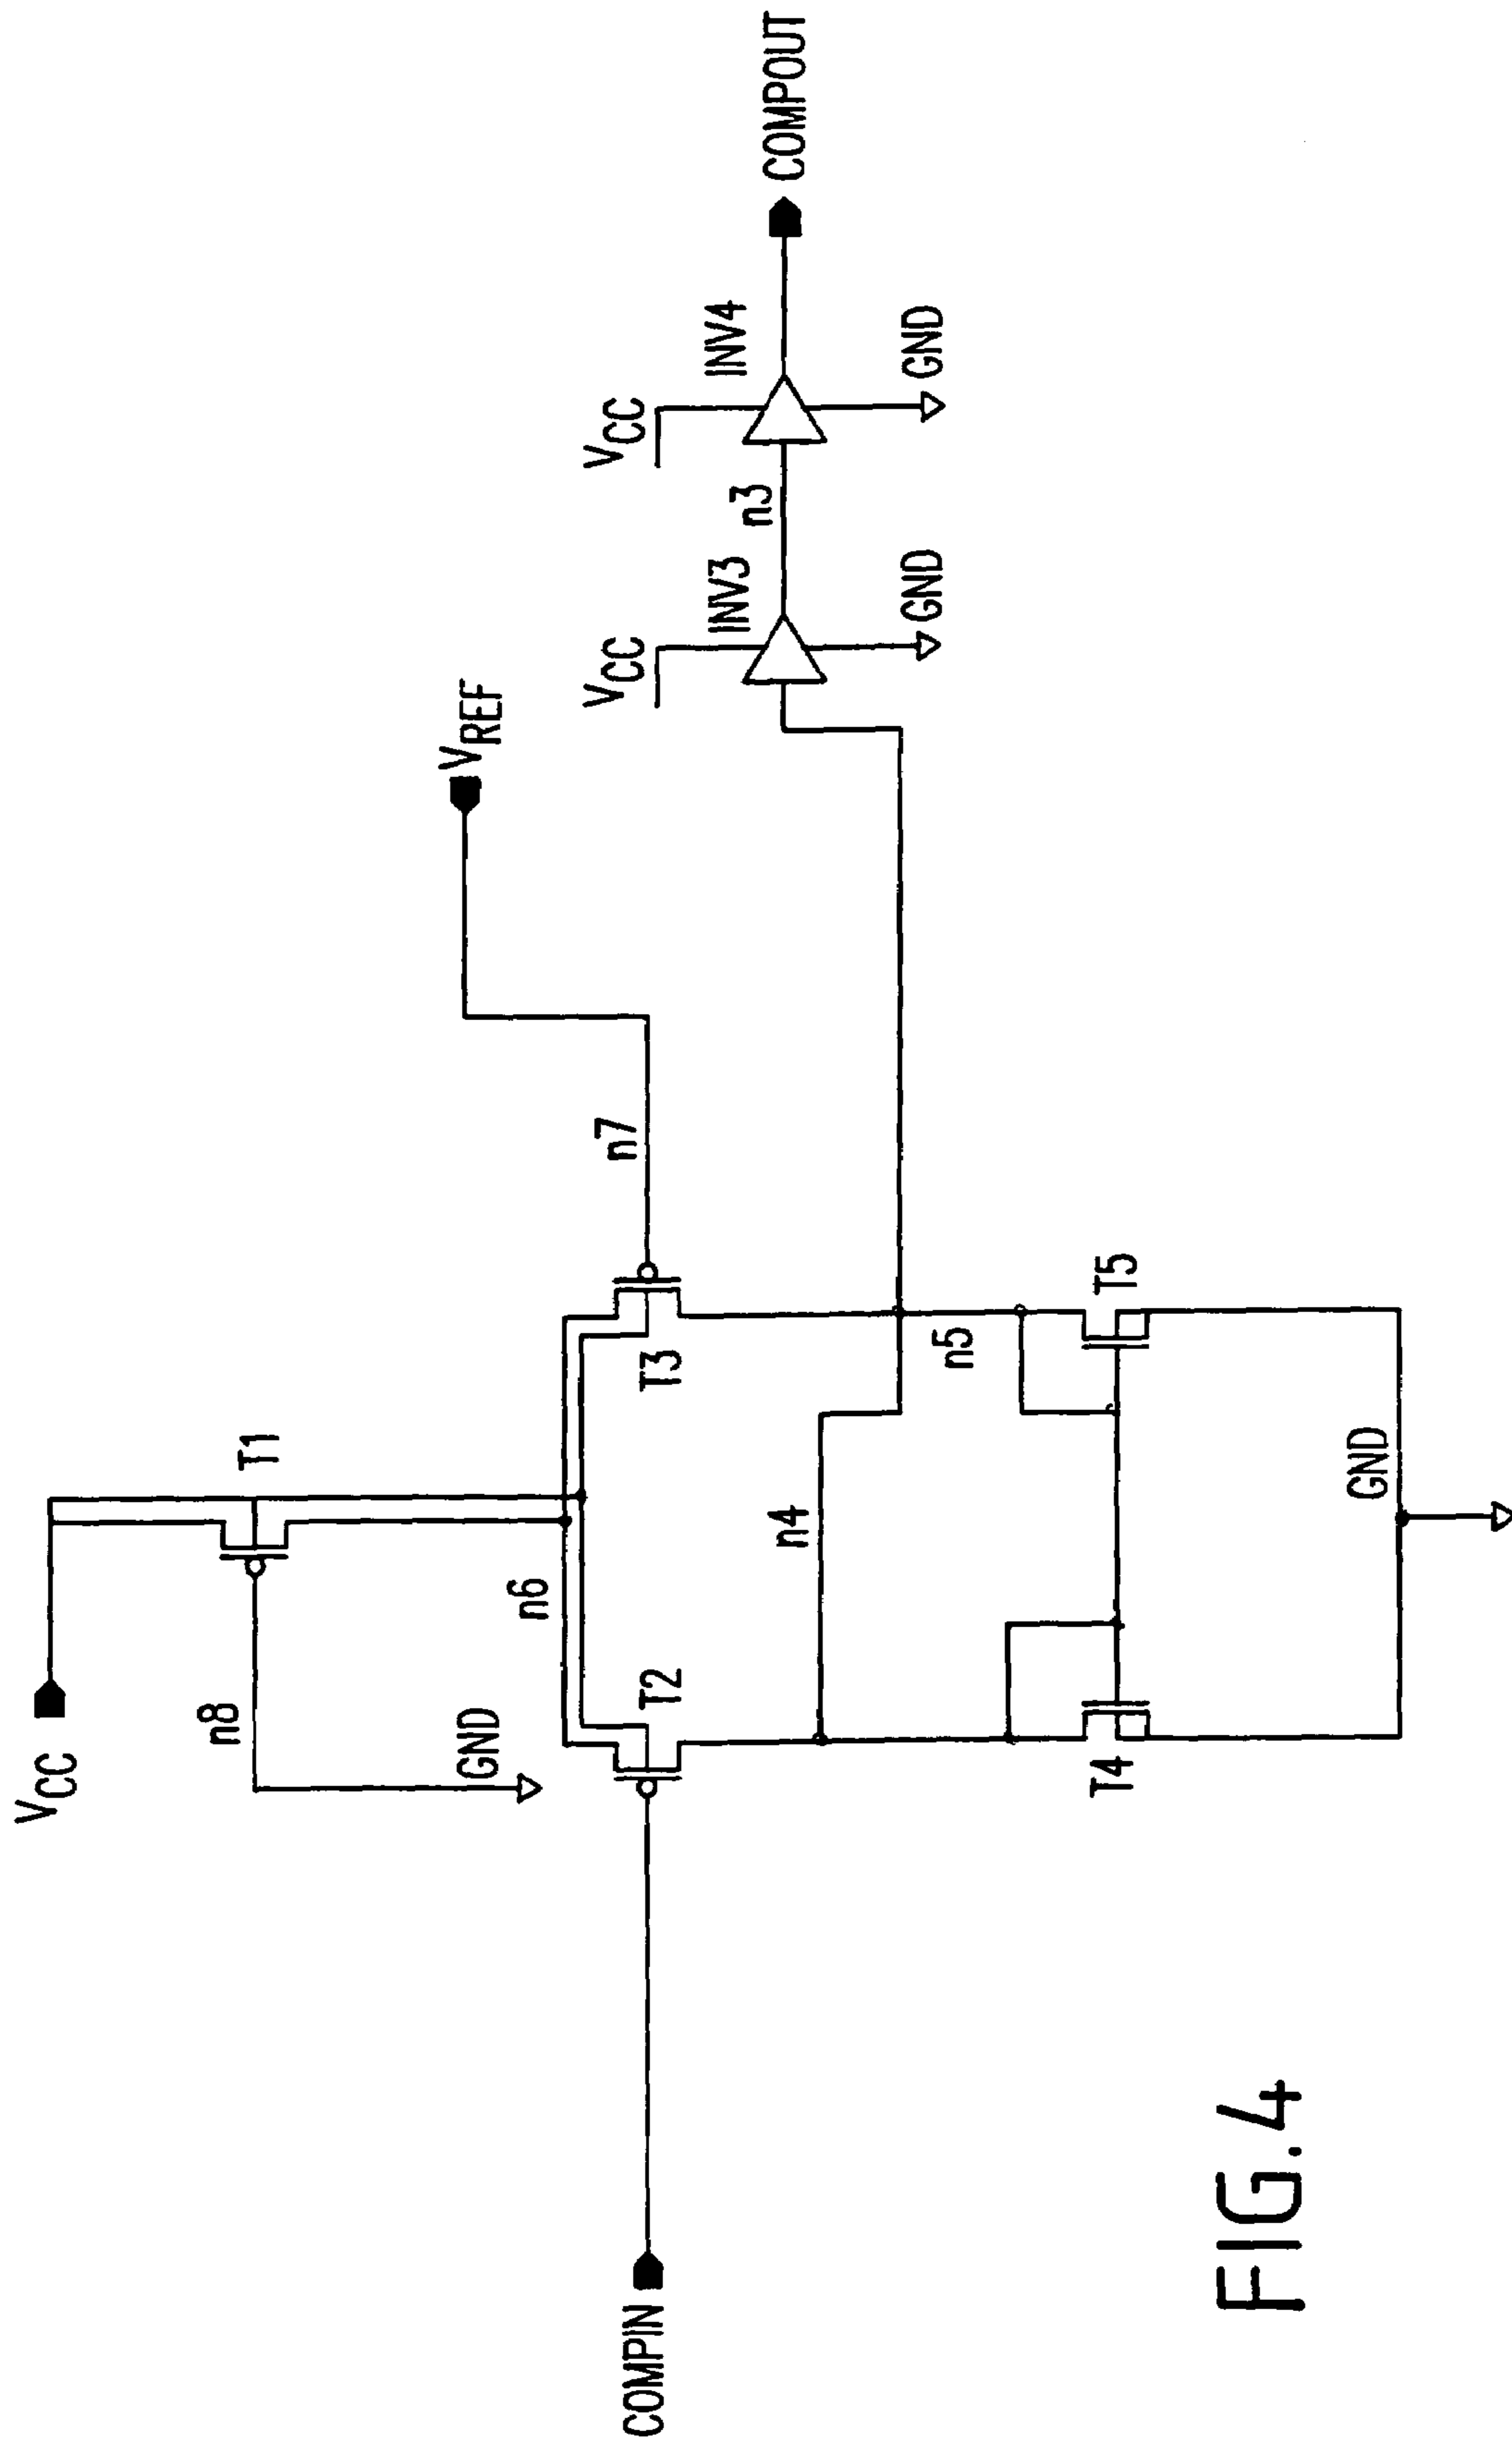 VCC
T1
n8
GND
n6
COMPIN
T2
T3
n7
VREF
n4
n5
VCC
INV3
GND
n3
VCC
INV4
GND
COMPOUT
T4
T5
GND
FIG. 4